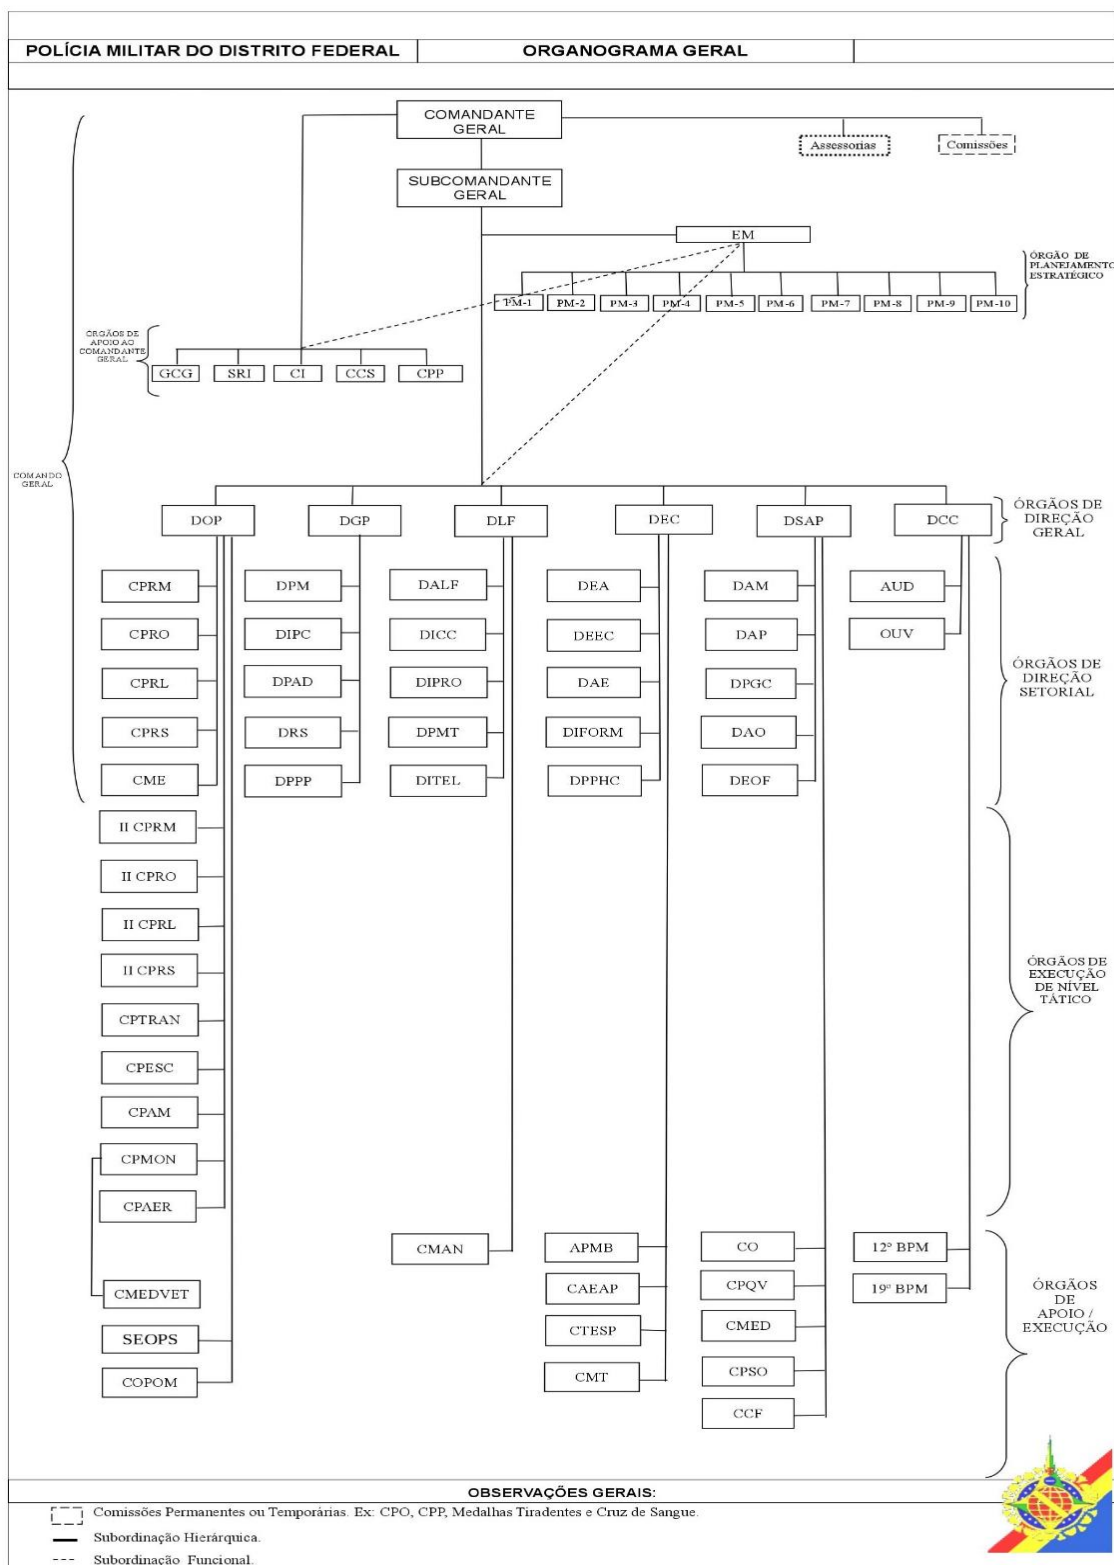 POLÍCIA MILITAR DO DISTRITO FEDERAL
ORGANOGRAMA GERAL
COMANDANTE
GERAL
Assessorias
Comissões
SUBCOMANDANTE
GERAL
EM
ÓRGÃO DE
PLANEJAMENTO
ESTRATÉGICO
PM-1
PM-2
PM-3
PM-4
PM-5
PM-6
PM-7
PM-8
PM-9
PM-10
ÓRGÃOS DE
APOIO AO
COMANDANTE
GERAL
GCG
SRI
CI
CCS
CPP
COMANDO
GERAL
DOP
DGP
DLF
DEC
DSAP
DCC
ÓRGÃOS DE
DIREÇÃO
GERAL
CPRM
DPM
DALF
DEA
DAM
AUD
CPRO
DIPC
DICC
DEEC
DAP
OUV
CPRL
DPAD
DIPRO
DAE
DPGC
ÓRGÃOS DE
DIREÇÃO
SETORIAL
CPRS
DRS
DPMT
DIFORM
DAO
CME
DPPP
DITEL
DPPHC
DEOF
II CPRM
II CPRO
II CPRL
II CPRS
ÓRGÃOS DE
EXECUÇÃO
DE NÍVEL
TÁTICO
CPTRAN
CPESC
CPAM
CPMON
CPAER
CMAN
APMB
CO
12º BPM
CMEDVET
CAEAP
CPQV
19º BPM
ÓRGÃOS
DE
APOIO /
EXECUÇÃO
SEOPS
CTESP
CMED
COPOM
CMT
CPSO
CCF
OBSERVAÇÕES GERAIS:
Comissões Permanentes ou Temporárias. Ex: CPO, CPP, Medalhas Tiradentes e Cruz de Sangue.
Subordinação Hierárquica.
Subordinação Funcional.